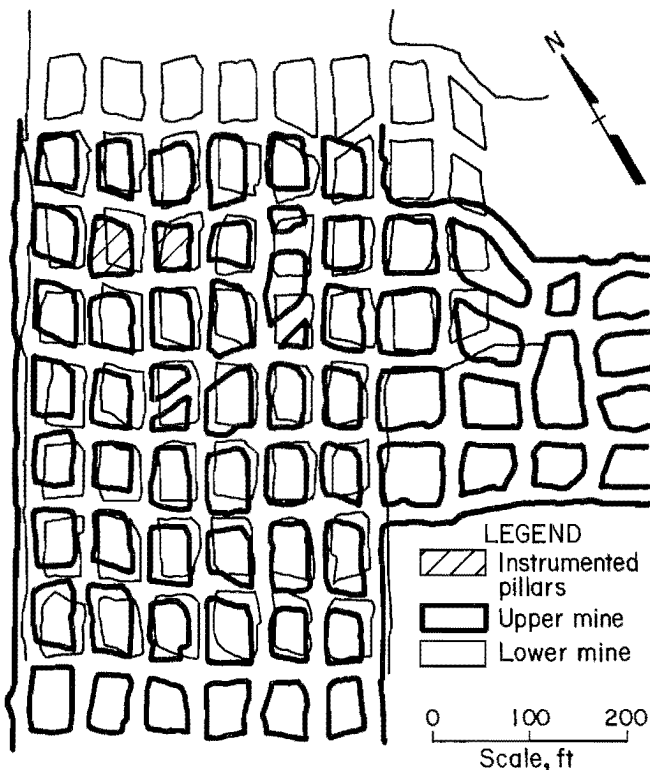 N
LEGEND
Instrumented
pillars
Upper mine
Lower mine
0 100 200
Scale, ft